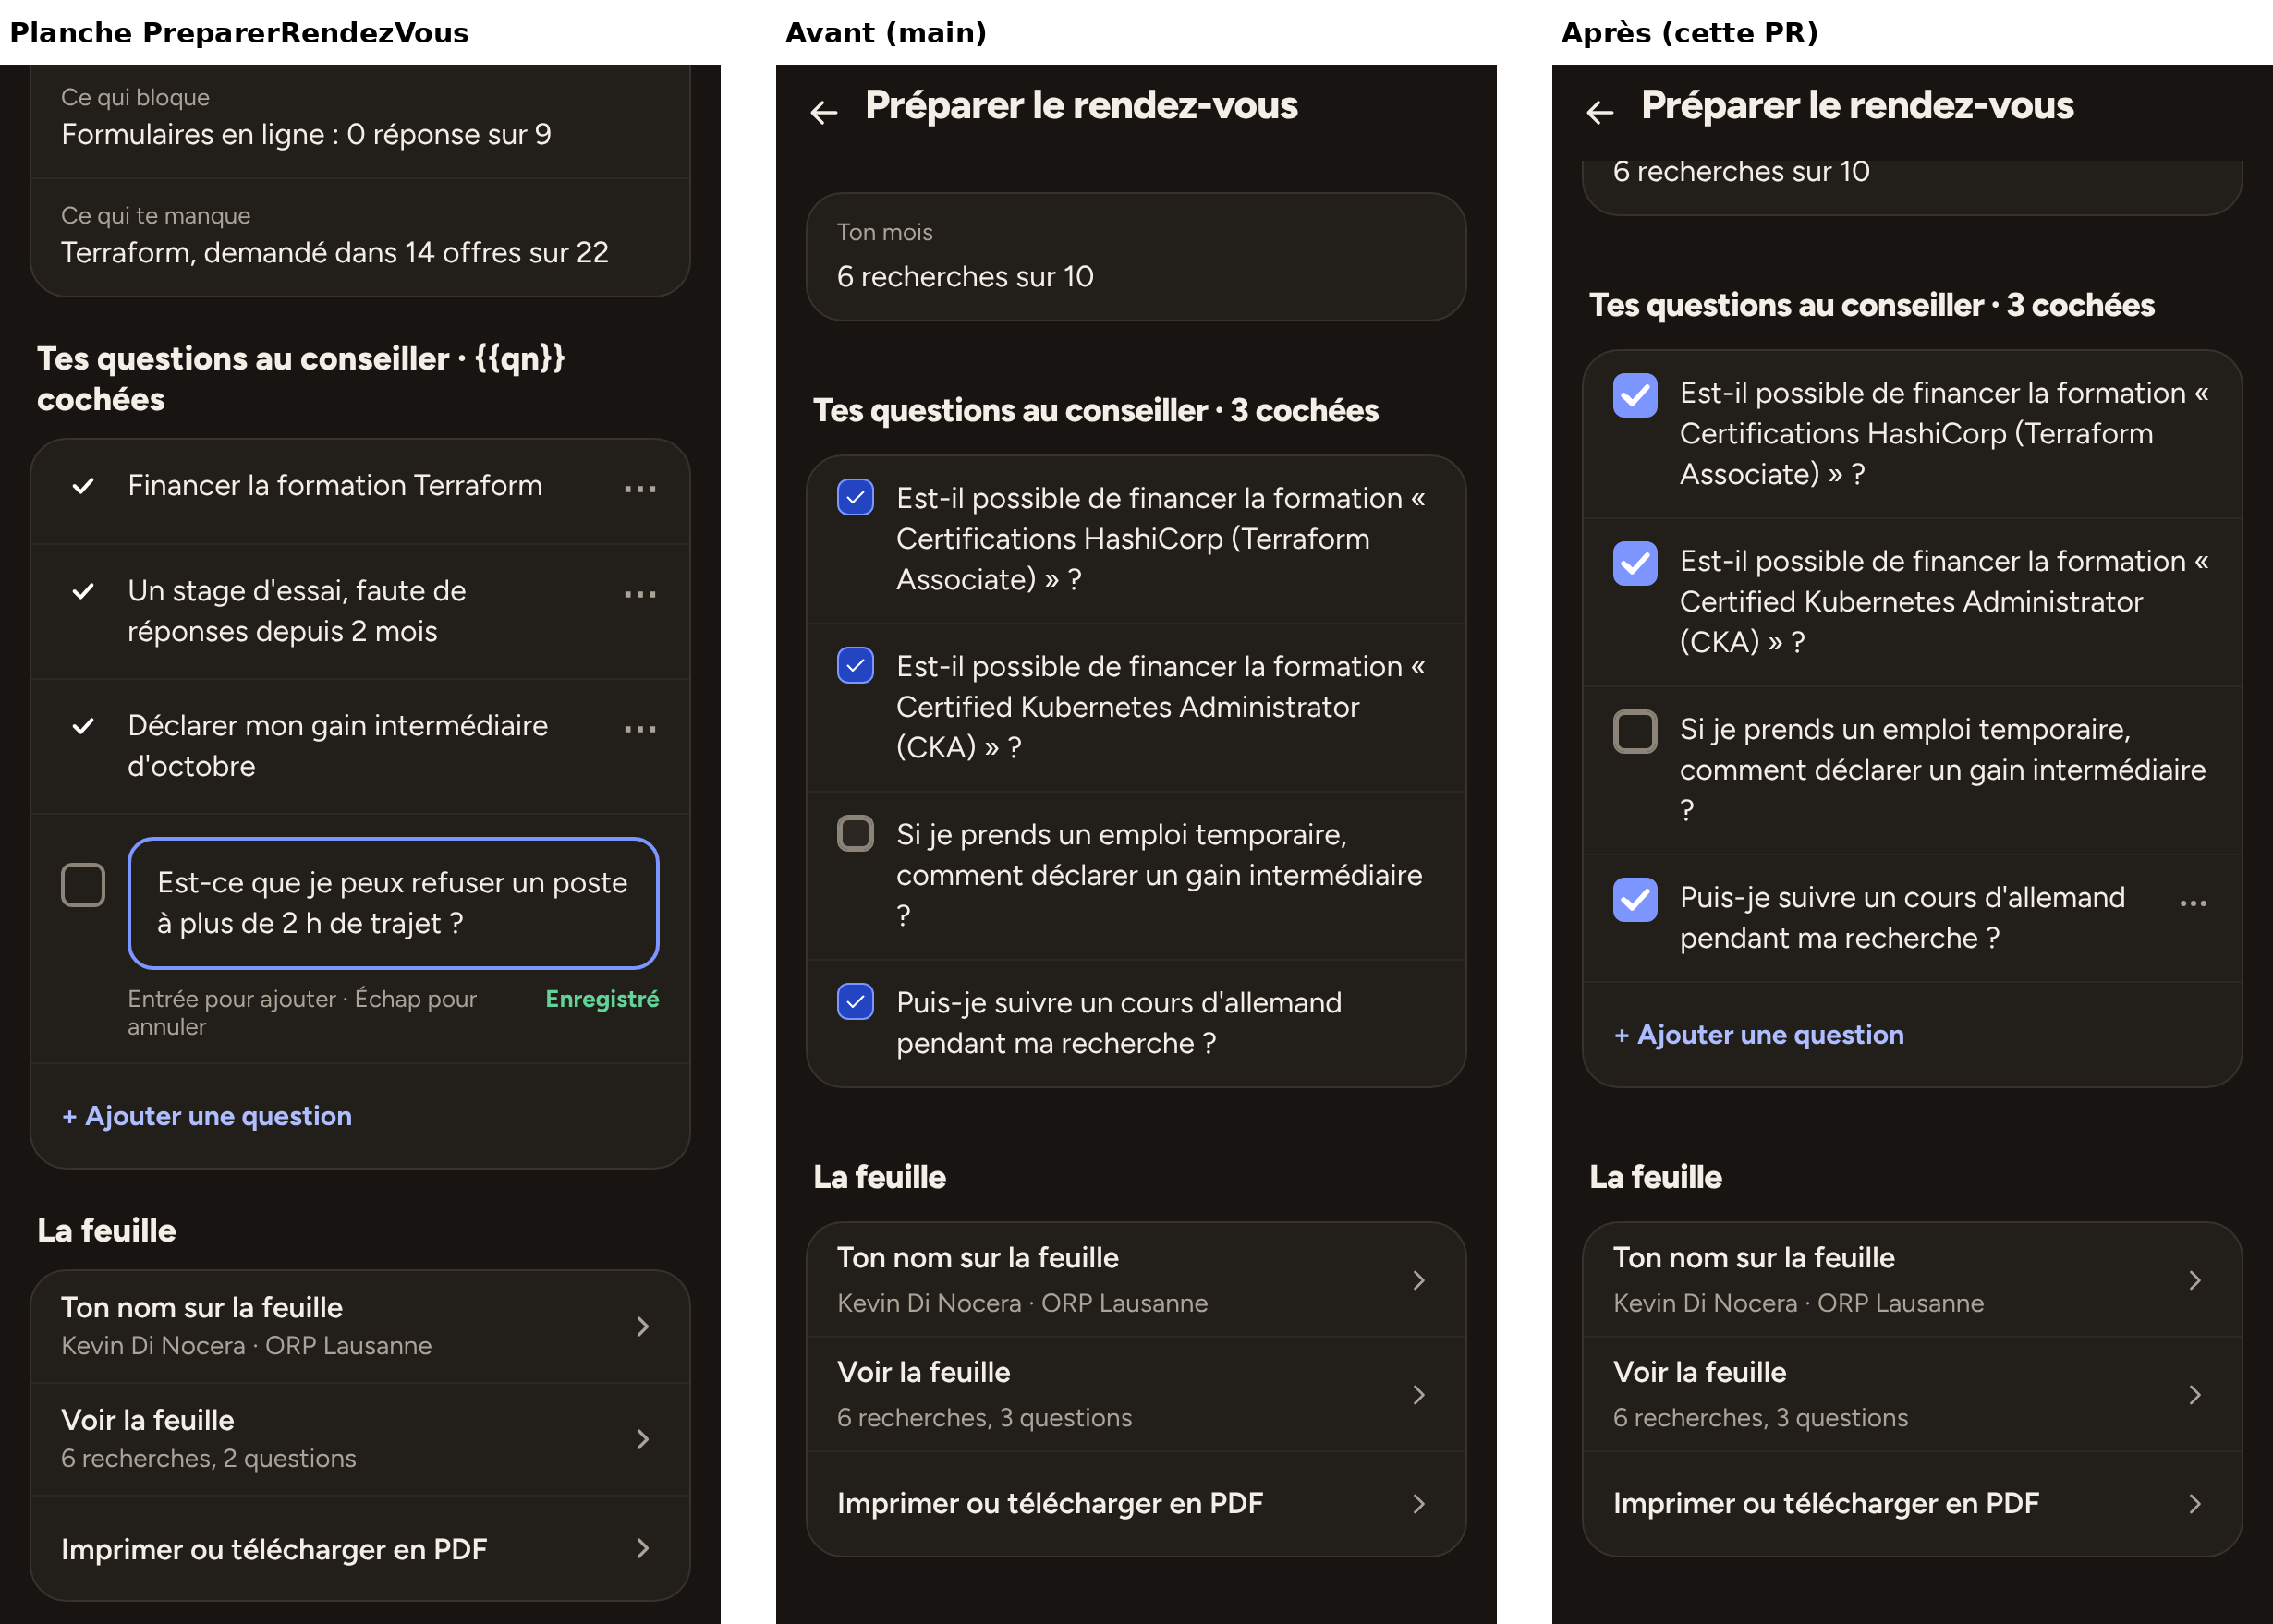 Planche PreparerRendezVous
Ce qui bloque
Formulaires en ligne : 0 réponse sur 9
Ce qui te manque
Terraform, demandé dans 14 offres sur 22
Tes questions au conseiller · {{qn}}
cochées
Financer la formation Terraform
Un stage d'essai, faute de
réponses depuis 2 mois
Déclarer mon gain intermédiaire
d'octobre
Est-ce que je peux refuser un poste
à plus de 2 h de trajet ?
Entrée pour ajouter · Échap pour
annuler
Enregistré
+ Ajouter une question
La feuille
Ton nom sur la feuille
Kevin Di Nocera · ORP Lausanne
Voir la feuille
6 recherches, 2 questions
Imprimer ou télécharger en PDF
Avant (main)
Préparer le rendez-vous
Ton mois
6 recherches sur 10
Tes questions au conseiller · 3 cochées
Est-il possible de financer la formation «
Certifications HashiCorp (Terraform
Associate) » ?
Est-il possible de financer la formation «
Certified Kubernetes Administrator
(CKA) » ?
Si je prends un emploi temporaire,
comment déclarer un gain intermédiaire
?
Puis-je suivre un cours d'allemand
pendant ma recherche ?
La feuille
Ton nom sur la feuille
Kevin Di Nocera · ORP Lausanne
Voir la feuille
6 recherches, 3 questions
Imprimer ou télécharger en PDF
Après (cette PR)
Préparer le rendez-vous
6 recherches sur 10
Tes questions au conseiller · 3 cochées
Est-il possible de financer la formation «
Certifications HashiCorp (Terraform
Associate) » ?
Est-il possible de financer la formation «
Certified Kubernetes Administrator
(CKA) » ?
Si je prends un emploi temporaire,
comment déclarer un gain intermédiaire
?
Puis-je suivre un cours d'allemand
pendant ma recherche ?
+ Ajouter une question
La feuille
Ton nom sur la feuille
Kevin Di Nocera · ORP Lausanne
Voir la feuille
6 recherches, 3 questions
Imprimer ou télécharger en PDF